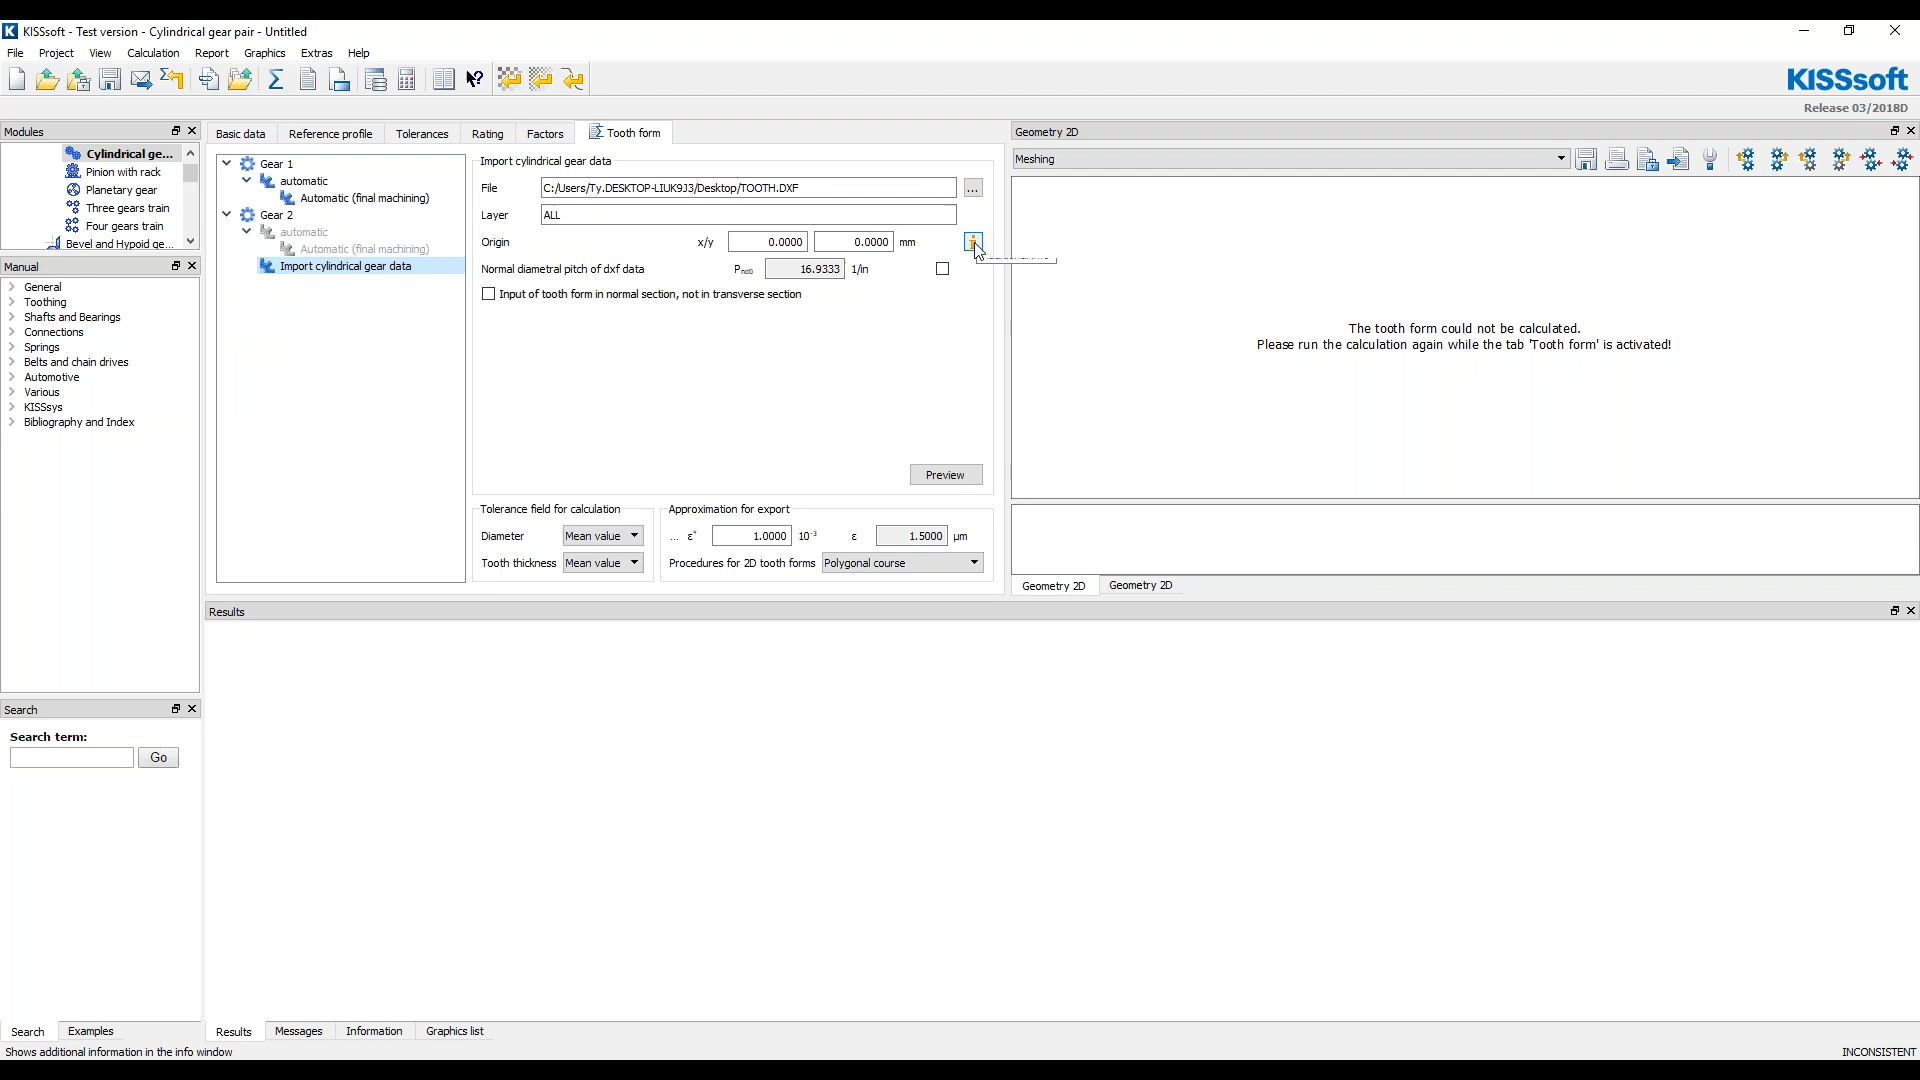 KISSsoft - Test version - Cylindrical gear pair - Untitled
File Project View Calculation Report Graphics Extras Help
KISSsoft
Release 03/2018D
Modules
Cylindrical ge...
Pinion with rack
Planetary gear
Three gears train
Four gears train
Bevel and Hypoid ge...
Manual
General
Toothing
Shafts and Bearings
Connections
Springs
Belts and chain drives
Automotive
Various
KISSsys
Bibliography and Index
Search
Search term:
Go
Search Examples
Basic data Reference profile Tolerances Rating Factors Tooth form
Gear 1
automatic
Automatic (final machining)
Gear 2
automatic
Automatic (final machining)
Import cylindrical gear data
Import cylindrical gear data
File C:/Users/Ty.DESKTOP-LIUK9J3/Desktop/TOOTH.DXF ...
Layer ALL
Origin x/y 0.0000 0.0000 mm
Normal diametral pitch of dxf data Pnd0 16.9333 1/in
Input of tooth form in normal section, not in transverse section
Preview
Tolerance field for calculation
Diameter Mean value
Tooth thickness Mean value
Approximation for export
... ε* 1.0000 10-3 ε 1.5000 μm
Procedures for 2D tooth forms Polygonal course
Geometry 2D
Meshing
The tooth form could not be calculated.
Please run the calculation again while the tab 'Tooth form' is activated!
Geometry 2D Geometry 2D
Results
Results Messages Information Graphics list
Shows additional information in the info window
INCONSISTENT